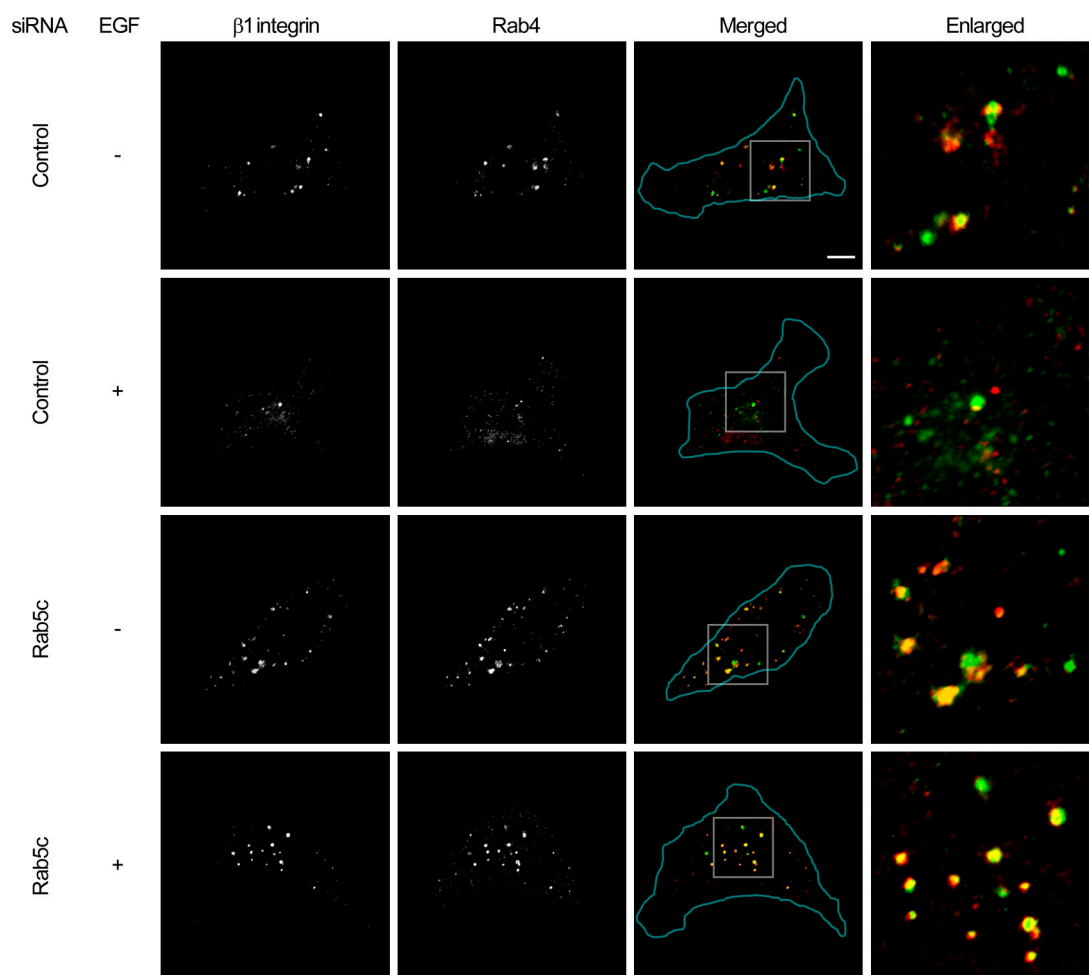 siRNA EGF β1 integrin Rab4 Merged Enlarged
Control -
Control +
Rab5c -
Rab5c +